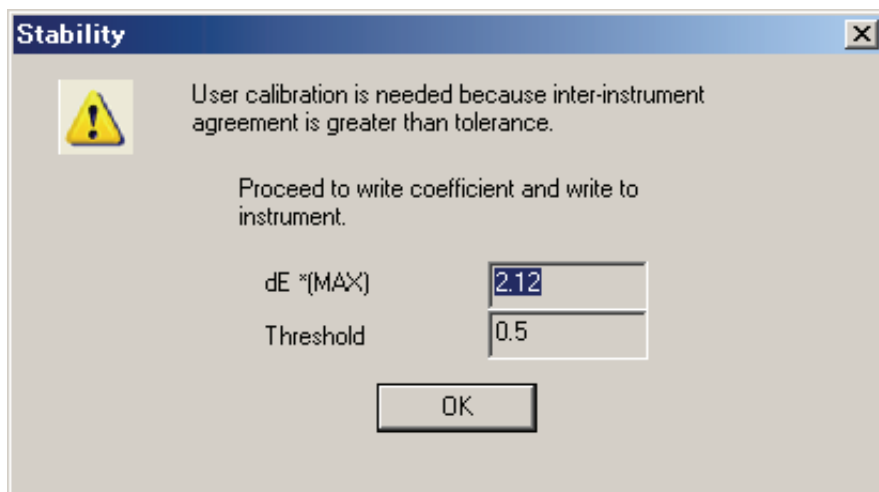 Stability
User calibration is needed because inter-instrument
agreement is greater than tolerance.
Proceed to write coefficient and write to
instrument.
dE *(MAX) 2.12
Threshold 0.5
OK